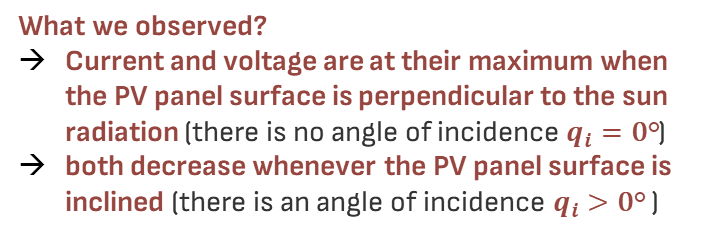 What we observed?
→ Current and voltage are at their maximum when
the PV panel surface is perpendicular to the sun
radiation (there is no angle of incidence qᵢ = 0°)
→ both decrease whenever the PV panel surface is
inclined (there is an angle of incidence qᵢ > 0° )